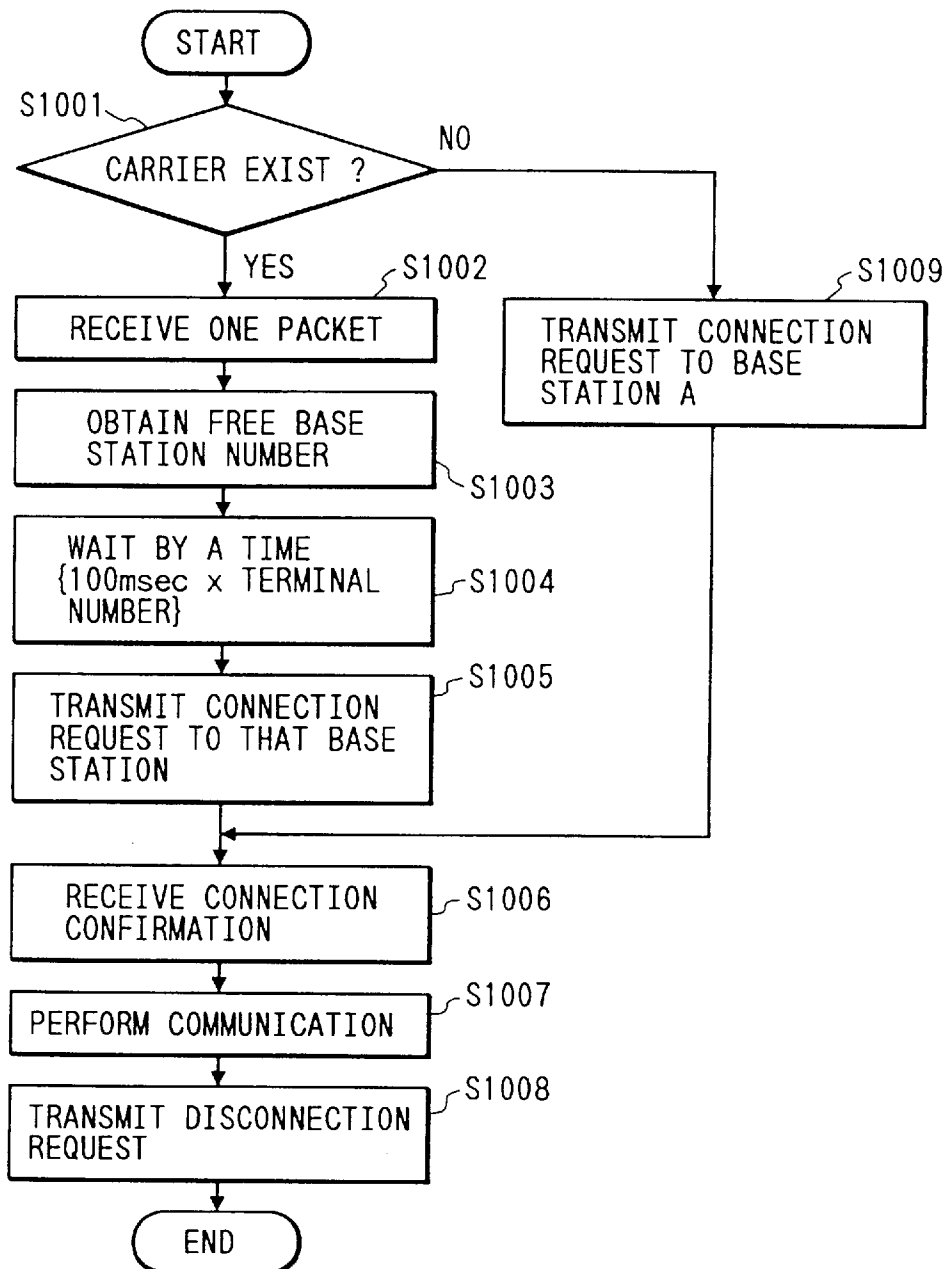 START
S1001
CARRIER EXIST ?
NO
YES
S1002
RECEIVE ONE PACKET
S1009
TRANSMIT CONNECTION
REQUEST TO BASE
STATION A
OBTAIN FREE BASE
STATION NUMBER
S1003
WAIT BY A TIME
{100msec x TERMINAL
NUMBER}
S1004
S1005
TRANSMIT CONNECTION
REQUEST TO THAT BASE
STATION
RECEIVE CONNECTION
CONFIRMATION
S1006
S1007
PERFORM COMMUNICATION
S1008
TRANSMIT DISCONNECTION
REQUEST
END